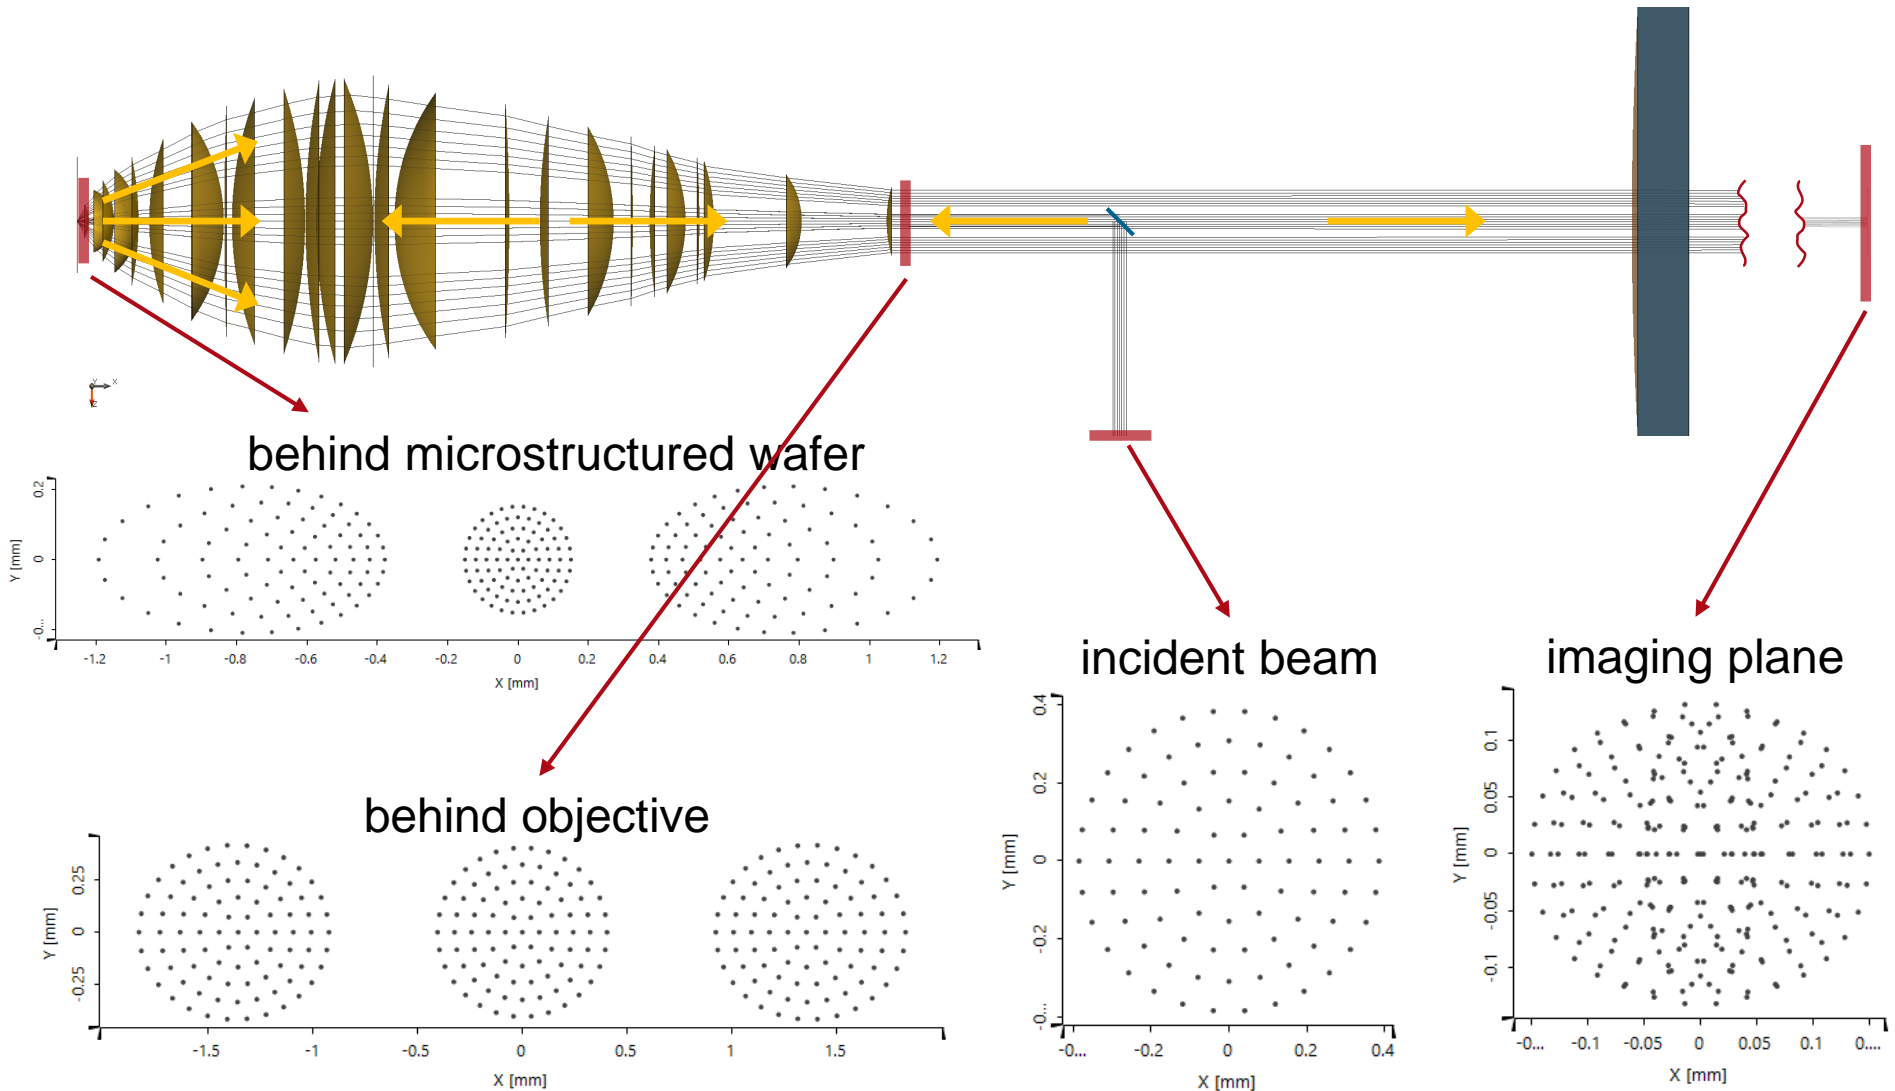 Y X
Z
behind microstructured wafer
0.2
0
-0...
Y [mm]
-1.2 -1 -0.8 -0.6 -0.4 -0.2 0 0.2 0.4 0.6 0.8 1 1.2
X [mm]
behind objective
0.25
0
-0.25
Y [mm]
-1.5 -1 -0.5 0 0.5 1 1.5
X [mm]
incident beam
0.4
0.2
0
-0.2
-0...
Y [mm]
-0... -0.2 0 0.2 0.4
X [mm]
imaging plane
0.1
0.05
0
-0.05
-0.1
Y [mm]
-0... -0.1 -0.05 0 0.05 0.1 0....
X [mm]